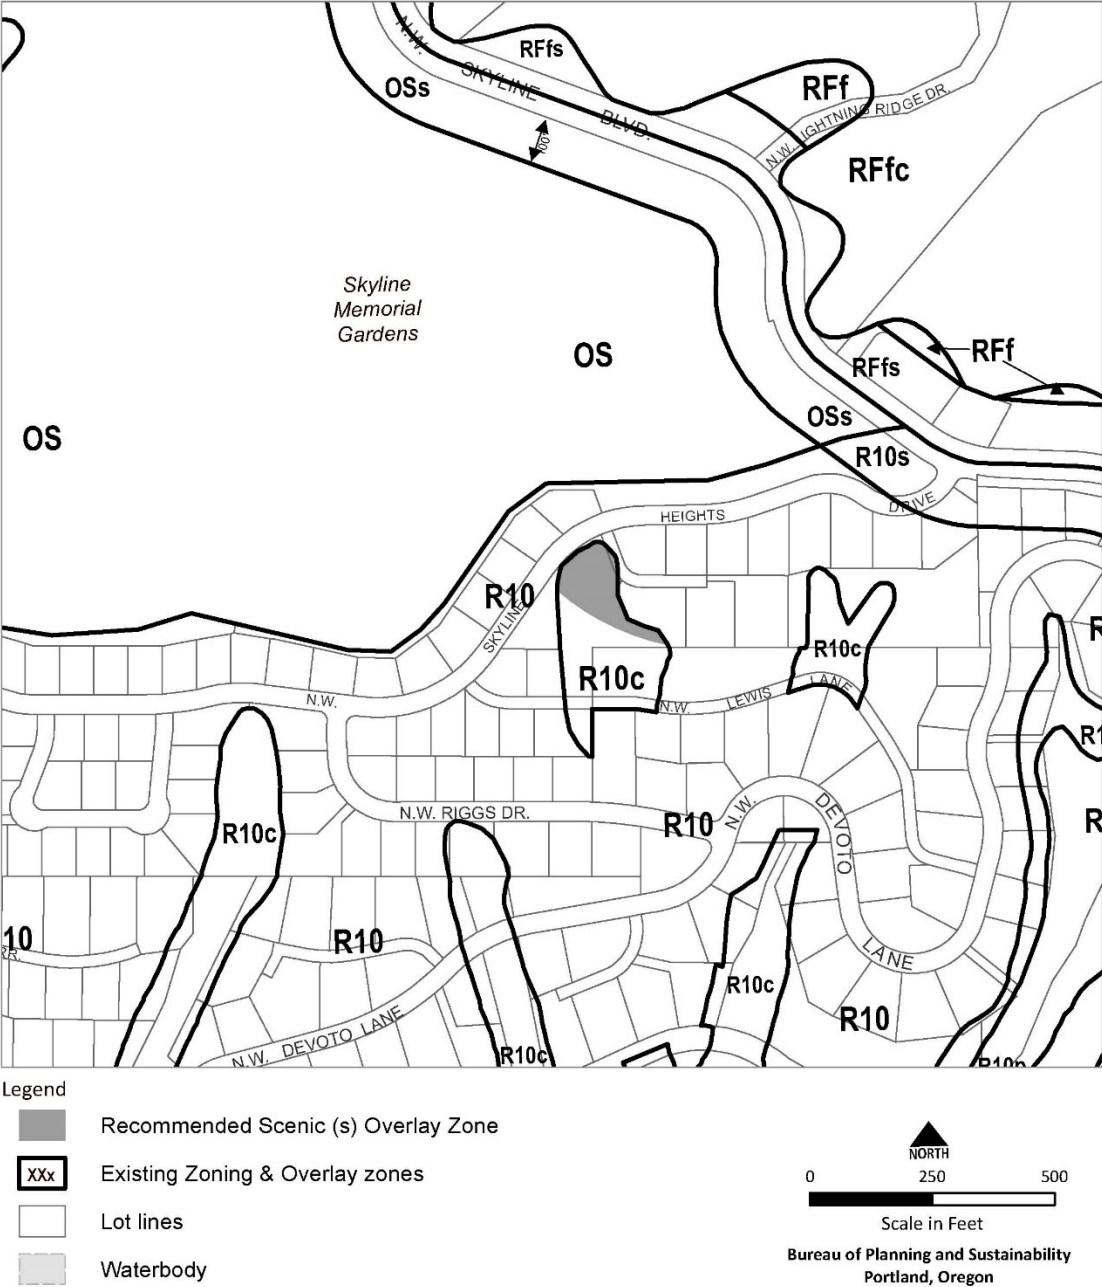 N.W.
SKYLINE
BLVD.
RFfs
OSs
RFf
N.W.
LIGHTNING RIDGE DR.
RFfc
Skyline
Memorial
Gardens
OS
RFf
RFfs
OSs
OS
R10s
DRIVE
HEIGHTS
R10
SKYLINE
R10c
R10c
N.W.
LEWIS
LANE
N.W.
R10c
N.W. RIGGS DR.
R10
N.W.
DEVOTO
LANE
10
R10
R10c
R10
N.W. DEVOTO LANE
R10c
Legend
Recommended Scenic (s) Overlay Zone
XXx
Existing Zoning & Overlay zones
Lot lines
Waterbody
NORTH
0 250 500
Scale in Feet
Bureau of Planning and Sustainability
Portland, Oregon